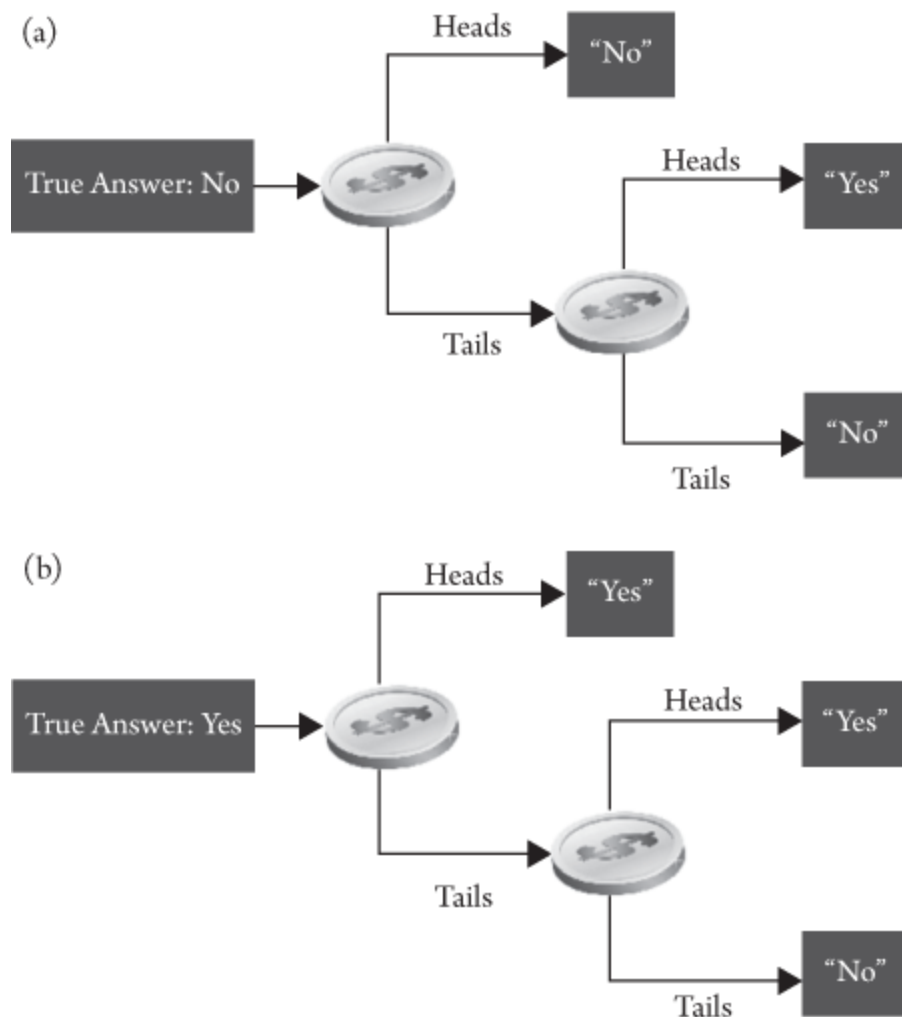 (a)
Heads
“No”
True Answer: No
Heads
“Yes”
Tails
“No”
Tails
(b)
Heads
“Yes”
True Answer: Yes
Heads
“Yes”
Tails
“No”
Tails